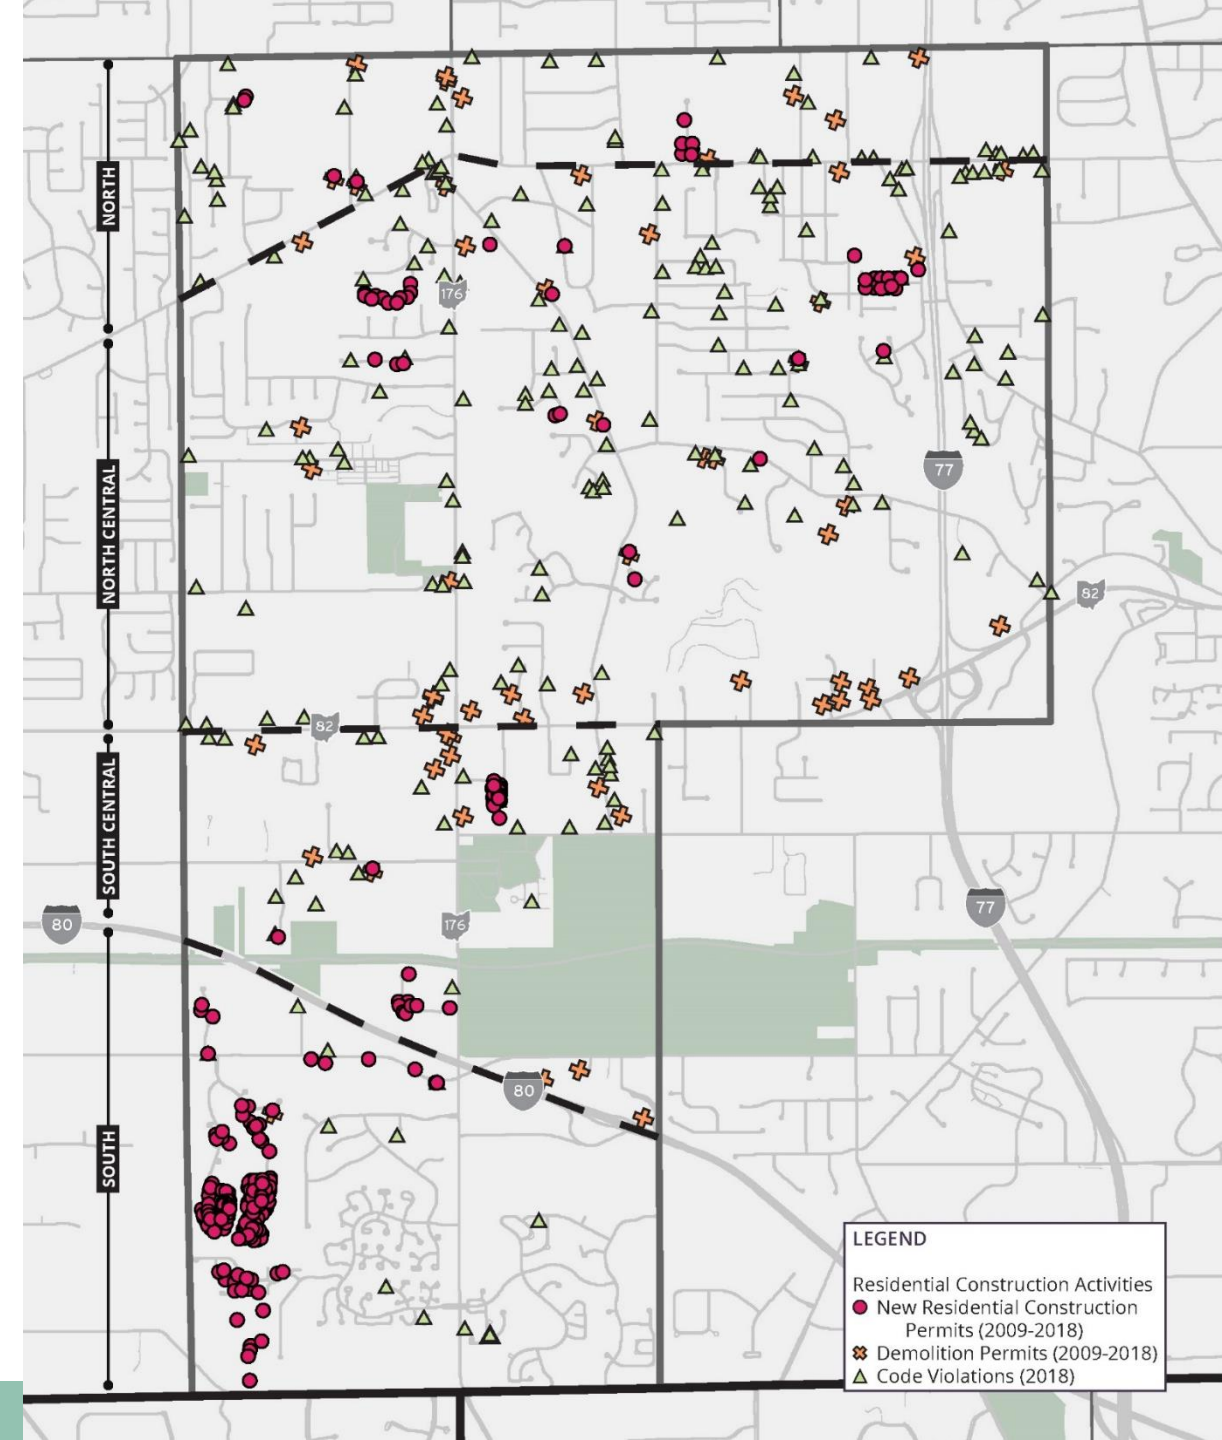 NORTH
176
NORTH CENTRAL
77
82
82
SOUTH CENTRAL
80
176
77
80
SOUTH
LEGEND
Residential Construction Activities
New Residential Construction
Permits (2009-2018)
Demolition Permits (2009-2018)
Code Violations (2018)